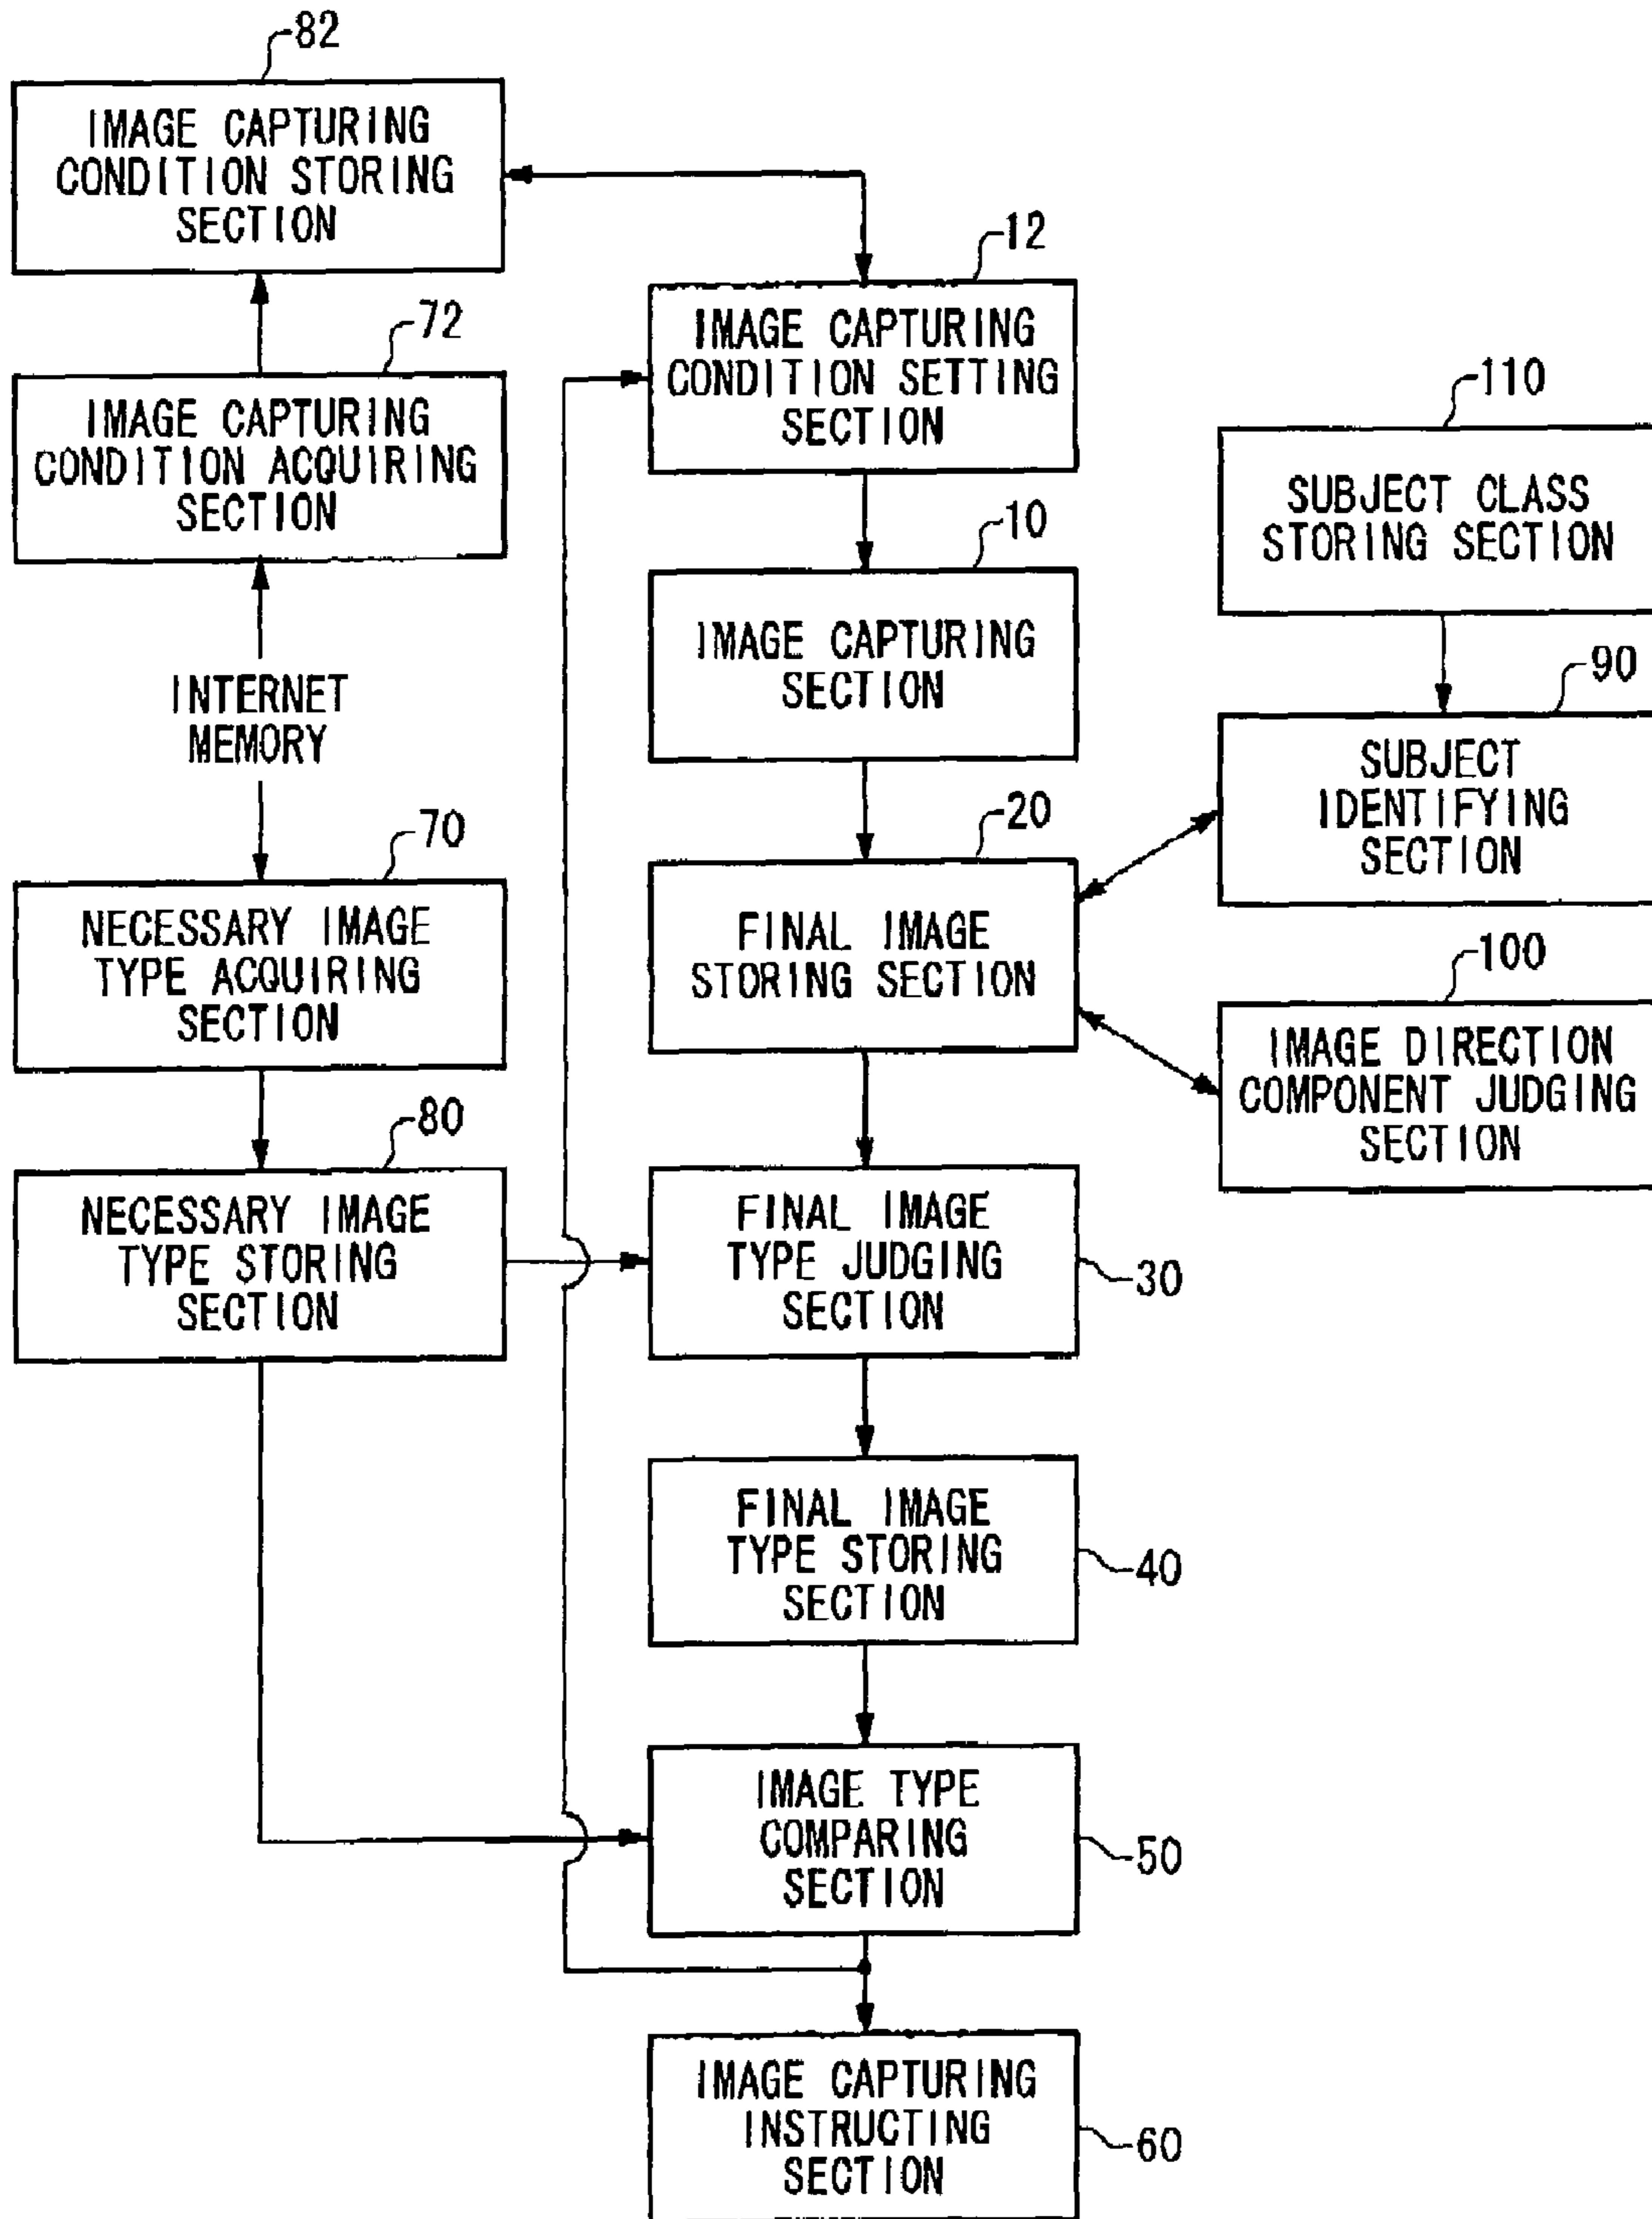 82
IMAGE CAPTURING
CONDITION STORING
SECTION
72
IMAGE CAPTURING
CONDITION ACQUIRING
SECTION
INTERNET
MEMORY
70
NECESSARY IMAGE
TYPE ACQUIRING
SECTION
80
NECESSARY IMAGE
TYPE STORING
SECTION
12
IMAGE CAPTURING
CONDITION SETTING
SECTION
10
IMAGE CAPTURING
SECTION
20
FINAL IMAGE
STORING SECTION
FINAL IMAGE
TYPE JUDGING
SECTION
30
FINAL IMAGE
TYPE STORING
SECTION
40
IMAGE TYPE
COMPARING
SECTION
50
IMAGE CAPTURING
INSTRUCTING
SECTION
60
110
SUBJECT CLASS
STORING SECTION
90
SUBJECT
IDENTIFYING
SECTION
100
IMAGE DIRECTION
COMPONENT JUDGING
SECTION